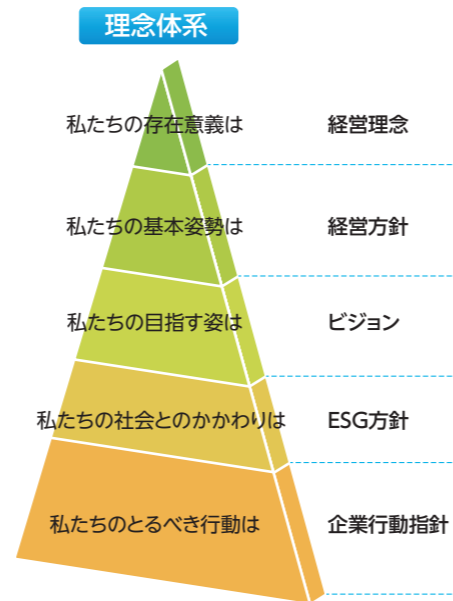 理念体系
私たちの存在意義は 経営理念
私たちの基本姿勢は 経営方針
私たちの目指す姿は ビジョン
私たちの社会とのかかわりは ESG方針
私たちのとるべき行動は 企業行動指針